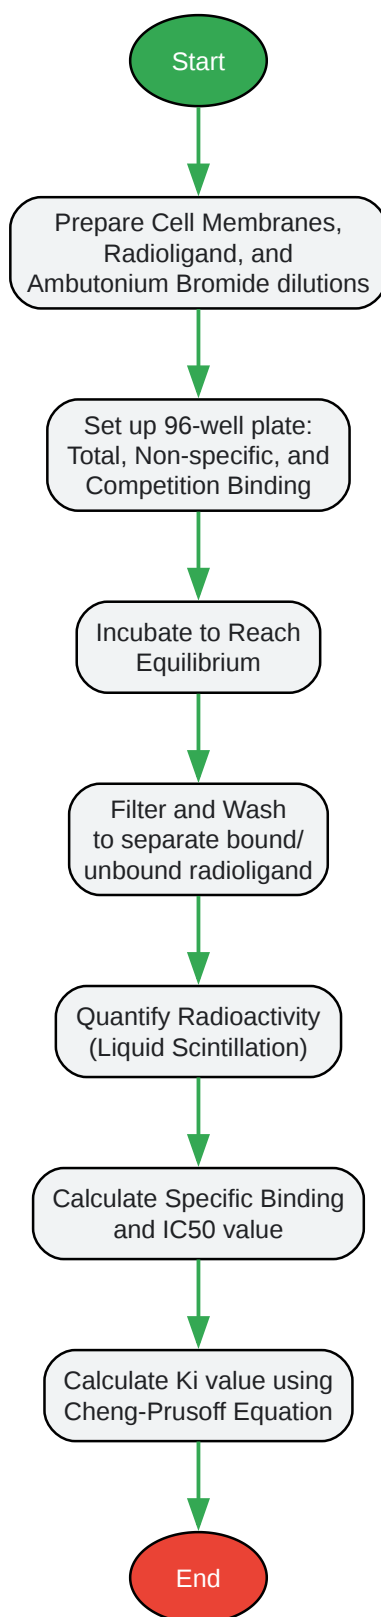 Start
Prepare Cell Membranes,
Radioligand, and
Ambutonium Bromide dilutions
Set up 96-well plate:
Total, Non-specific, and
Competition Binding
Incubate to Reach
Equilibrium
Filter and Wash
to separate bound/
unbound radioligand
Quantify Radioactivity
(Liquid Scintillation)
Calculate Specific Binding
and IC50 value
Calculate Ki value using
Cheng-Prusoff Equation
End